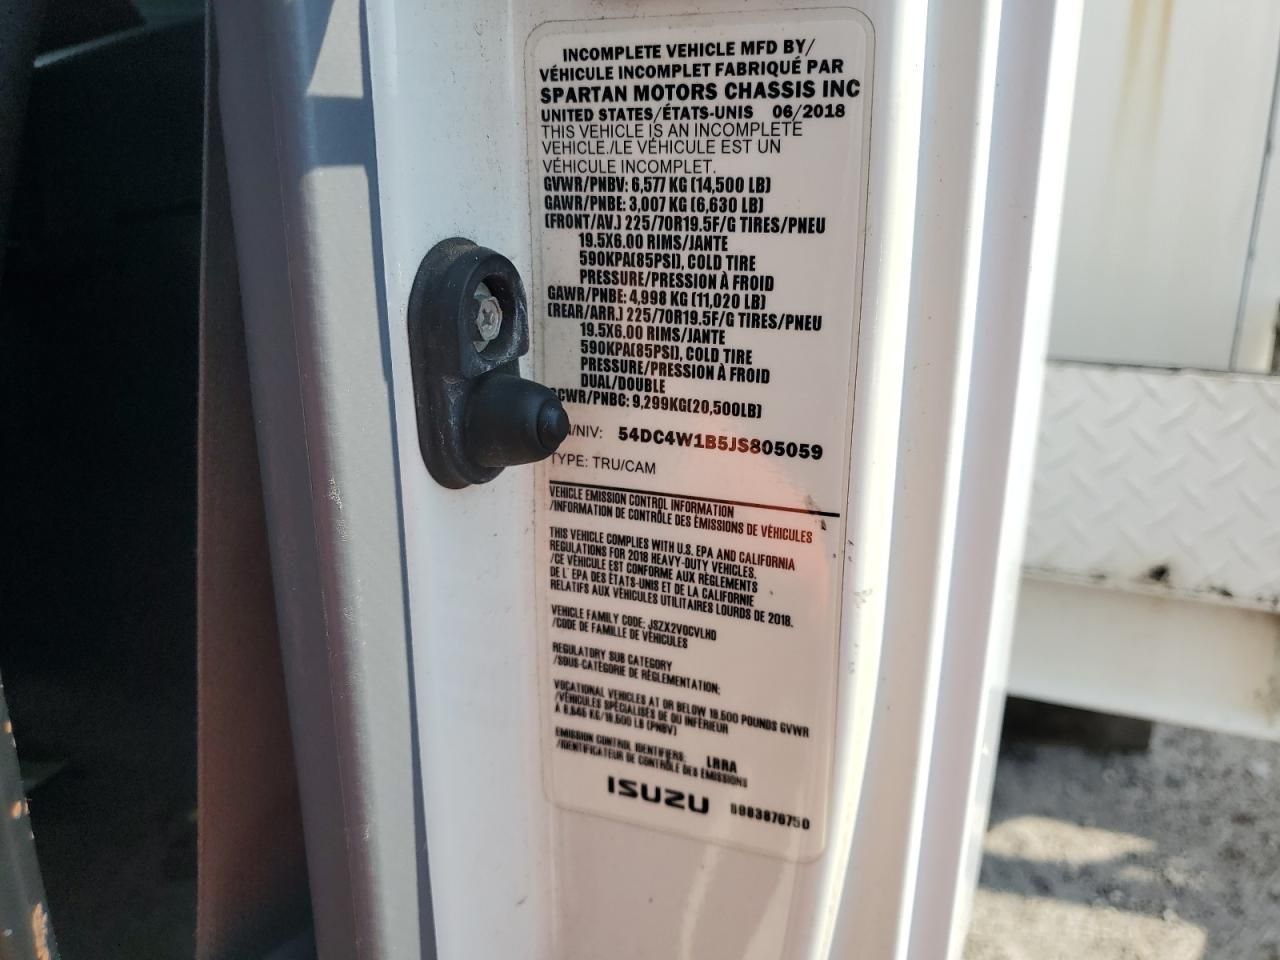 INCOMPLETE VEHICLE MFD BY/
VÉHICULE INCOMPLET FABRIQUÉ PAR
SPARTAN MOTORS CHASSIS INC
UNITED STATES/ÉTATS-UNIS 06/2018
THIS VEHICLE IS AN INCOMPLETE
VEHICLE./LE VÉHICULE EST UN
VÉHICULE INCOMPLET.
GVWR/PNBV: 6,577 KG (14,500 LB)
GAWR/PNBE: 3,007 KG (6,630 LB)
(FRONT/AV.) 225/70R19.5F/G TIRES/PNEU
19.5X6.00 RIMS/JANTE
590KPA(85PSI), COLD TIRE
PRESSURE/PRESSION À FROID
GAWR/PNBE: 4,998 KG (11,020 LB)
(REAR/ARR.) 225/70R19.5F/G TIRES/PNEU
19.5X6.00 RIMS/JANTE
590KPA(85PSI), COLD TIRE
PRESSURE/PRESSION À FROID
DUAL/DOUBLE
GCWR/PNBC: 9,299KG(20,500LB)
/NIV: 54DC4W1B5JS805059
TYPE: TRU/CAM
VEHICLE EMISSION CONTROL INFORMATION
/INFORMATION DE CONTRÔLE DES ÉMISSIONS DE VÉHICULES
THIS VEHICLE COMPLIES WITH U.S. EPA AND CALIFORNIA
REGULATIONS FOR 2018 HEAVY-DUTY VEHICLES.
/CE VÉHICULE EST CONFORME AUX RÈGLEMENTS
DE L' EPA DES ÉTATS-UNIS ET DE LA CALIFORNIE
RELATIFS AUX VÉHICULES UTILITAIRES LOURDS DE 2018.
VEHICLE FAMILY CODE: JSZX2VOCVLHD
/CODE DE FAMILLE DE VÉHICULES
REGULATORY SUB CATEGORY
/SOUS-CATÉGORIE DE RÈGLEMENTATION:
VOCATIONAL VEHICLES AT OR BELOW 19,500 POUNDS GVWR
/VÉHICULES SPÉCIALISÉS DE OU INFÉRIEUR
À 8,845 KG/19,500 LB (PNBV)
EMISSION CONTROL IDENTIFIERS: LRRA
/IDENTIFICATEUR DE CONTRÔLE DES ÉMISSIONS
ISUZU 8983876750